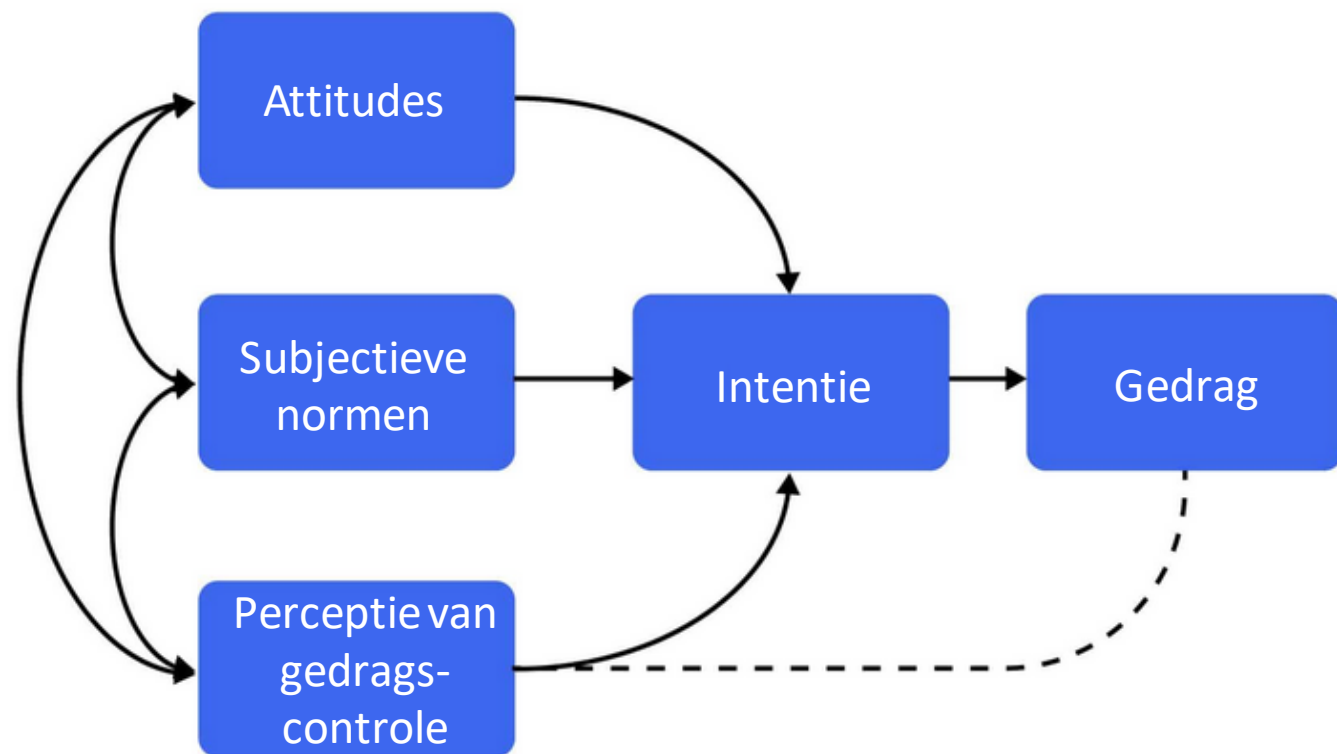 Attitudes
Subjectieve
normen
Intentie
Gedrag
Perceptie van
gedrags-
controle